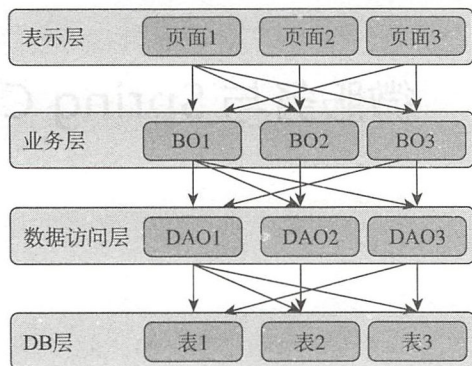 表示层 页面1 页面2 页面3
业务层 BO1 BO2 BO3
数据访问层 DAO1 DAO2 DAO3
DB层 表1 表2 表3